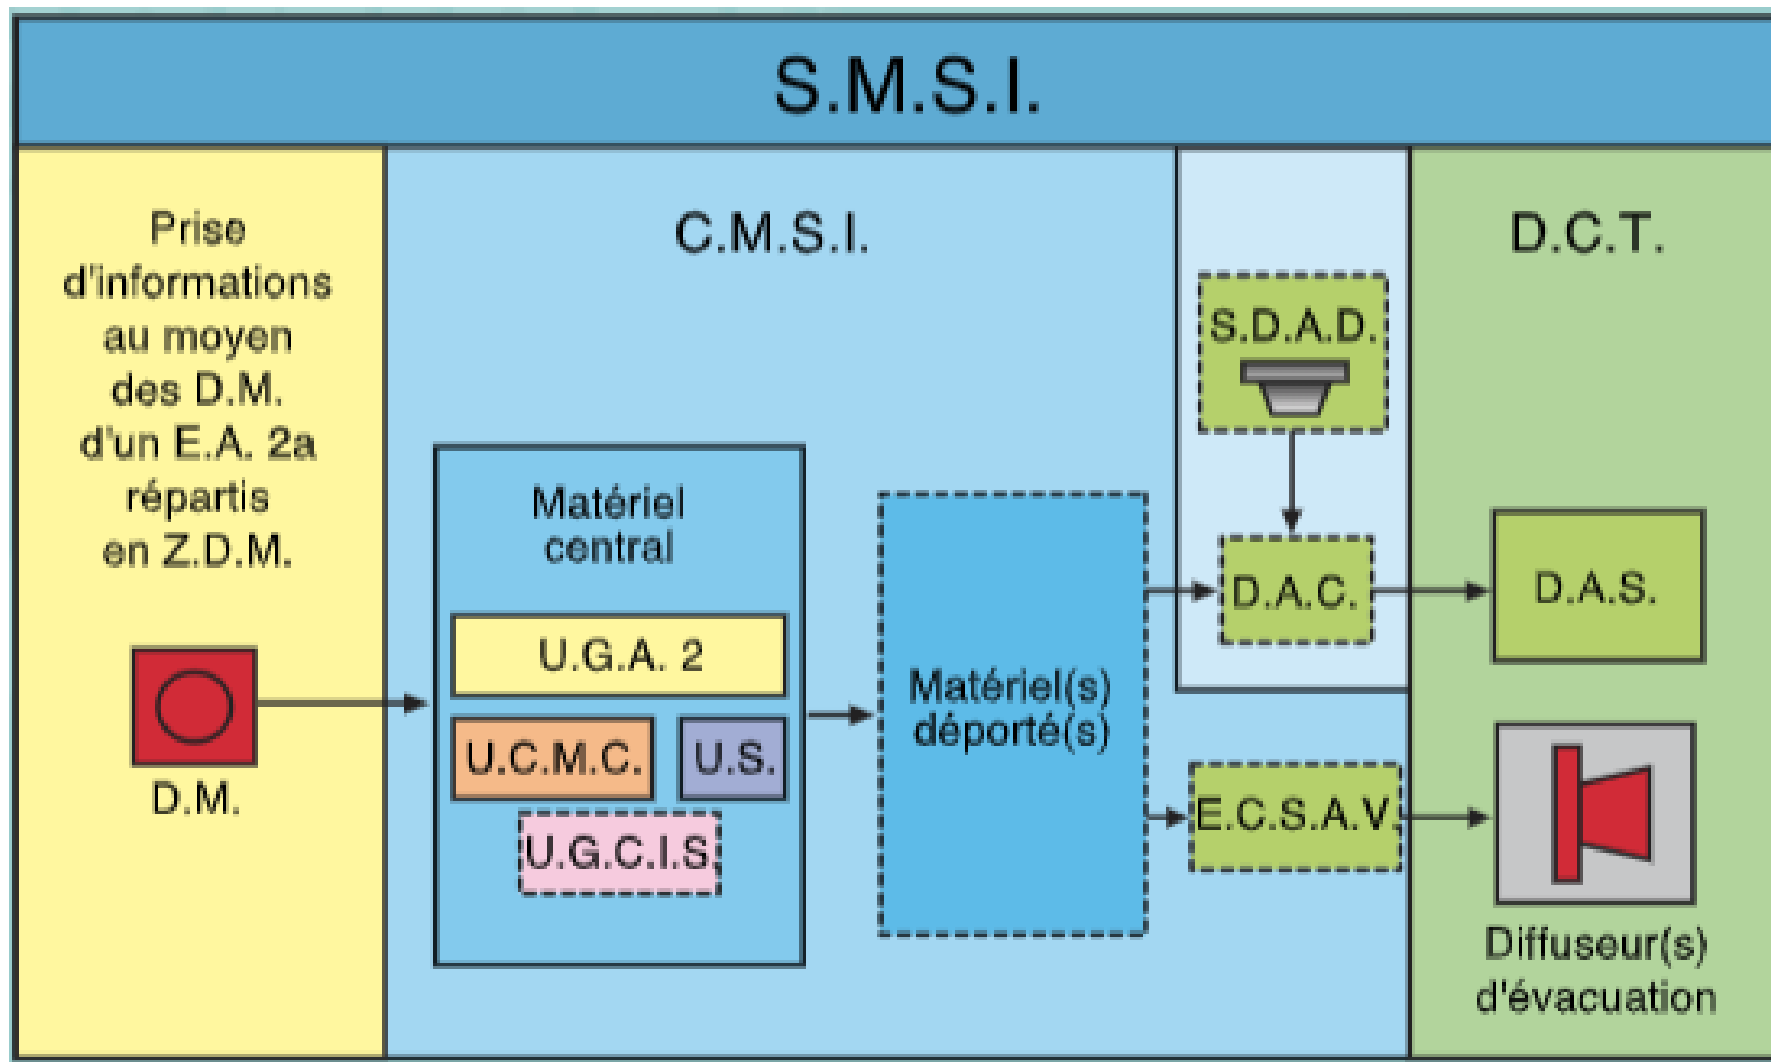 S.M.S.I.
Prise
d'informations
au moyen
des D.M.
d'un E.A. 2a
répartis
en Z.D.M.
D.M.
C.M.S.I.
Matériel
central
U.G.A. 2
U.C.M.C.
U.S.
U.G.C.I.S.
Matériel(s)
déporté(s)
S.D.A.D.
D.A.C.
E.C.S.A.V.
D.C.T.
D.A.S.
Diffuseur(s)
d'évacuation